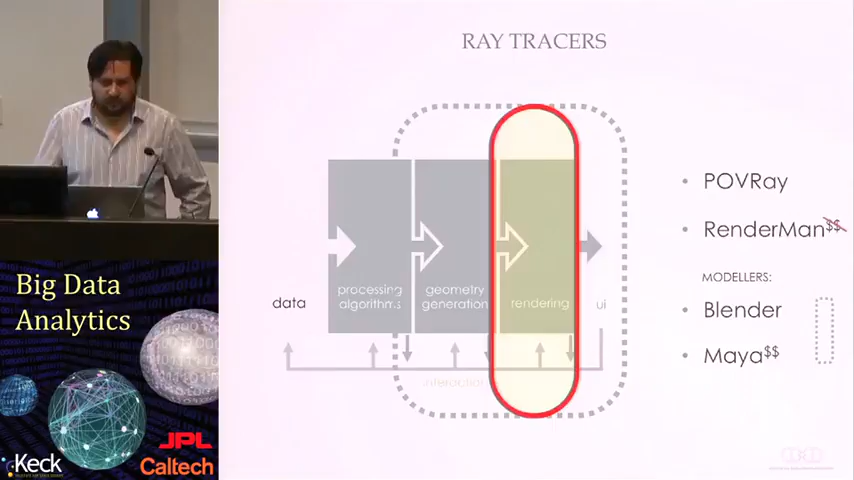 RAY TRACERS
data
processing
algorithms
geometry
generation
rendering
ui
interaction
• POVRay
• RenderMan$$
MODELLERS:
• Blender
• Maya$$
Big Data
Analytics
JPL
Keck
Caltech